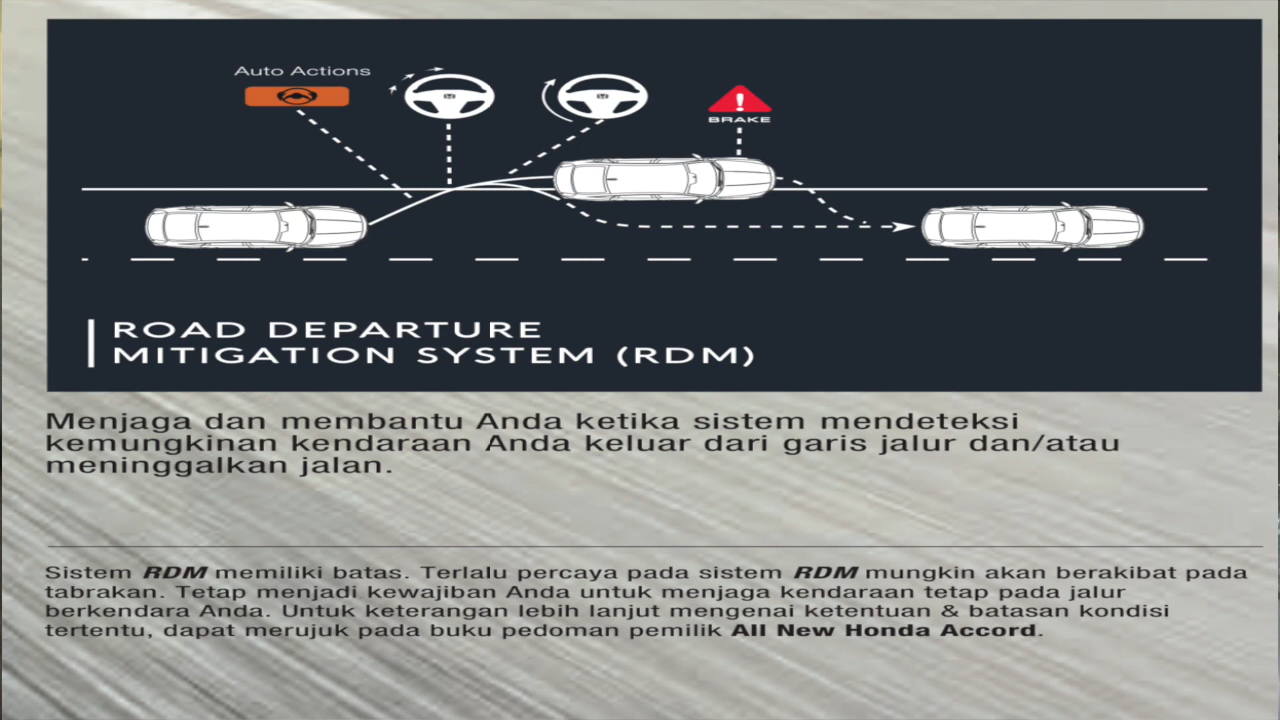 Auto Actions
BRAKE
ROAD DEPARTURE
MITIGATION SYSTEM (RDM)
Menjaga dan membantu Anda ketika sistem mendeteksi
kemungkinan kendaraan Anda keluar dari garis jalur dan/atau
meninggalkan jalan.
Sistem RDM memiliki batas. Terlalu percaya pada sistem RDM mungkin akan berakibat pada
tabrakan. Tetap menjadi kewajiban Anda untuk menjaga kendaraan tetap pada jalur
berkendara Anda. Untuk keterangan lebih lanjut mengenai ketentuan & batasan kondisi
tertentu, dapat merujuk pada buku pedoman pemilik All New Honda Accord.